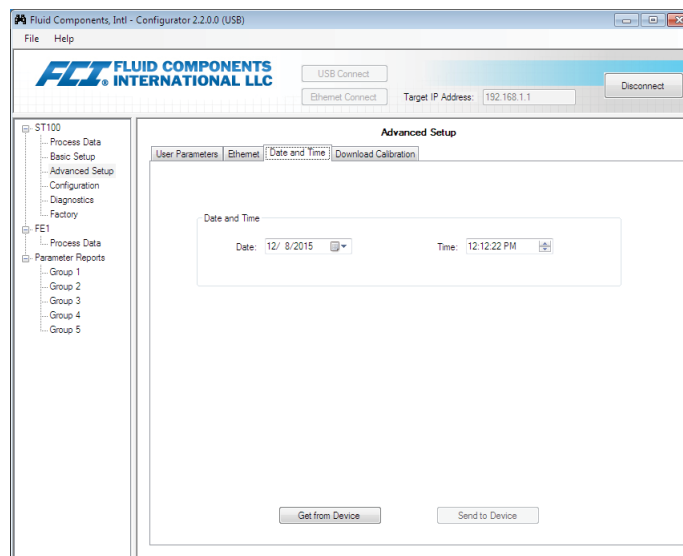 Fluid Components, Intl - Configurator 2.2.0.0 (USB)
File Help
FCI® FLUID COMPONENTS
INTERNATIONAL LLC
USB Connect
Ethernet Connect Target IP Address: 192.168.1.1
Disconnect
ST100
Process Data
Basic Setup
Advanced Setup
Configuration
Diagnostics
Factory
FE1
Process Data
Parameter Reports
Group 1
Group 2
Group 3
Group 4
Group 5
Advanced Setup
User Parameters Ethernet Date and Time Download Calibration
Date and Time
Date: 12/ 8/2015 Time: 12:12:22 PM
Get from Device Send to Device